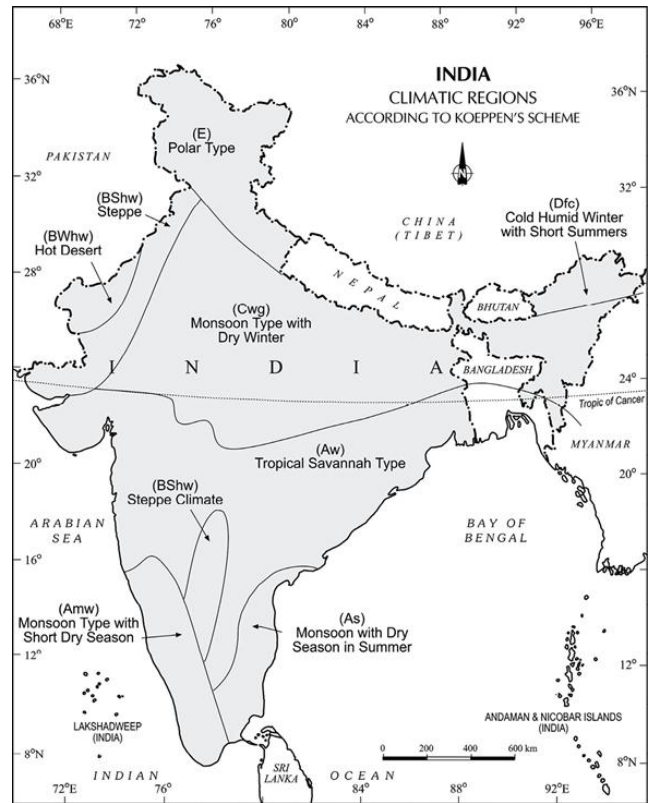 68°E 72° 76° 80° 84° 88° 92° 96°E
INDIA
CLIMATIC REGIONS
ACCORDING TO KOEPPEN'S SCHEME
36°N
36°N
(E)
Polar Type
PAKISTAN
N
32°
32°
(BShw)
Steppe
(Dfc)
Cold Humid Winter
with Short Summers
CHINA
(TIBET)
(BWhw)
Hot Desert
28°
28°
NEPAL
BHUTAN
(Cwg)
Monsoon Type with
Dry Winter
INDIA
BANGLADESH
24°
24°
Tropic of Cancer
MYANMAR
(Aw)
Tropical Savannah Type
20°
20°
(BShw)
Steppe Climate
ARABIAN
SEA
BAY OF
BENGAL
16°
16°
(Amw)
Monsoon Type with
Short Dry Season
(As)
Monsoon with Dry
Season in Summer
12°
12°
LAKSHADWEEP
(INDIA)
ANDAMAN & NICOBAR ISLANDS
(INDIA)
0 200 400 600 km
8°N
8°N
SRI
LANKA
INDIAN OCEAN
72°E 76° 84° 88° 92°E